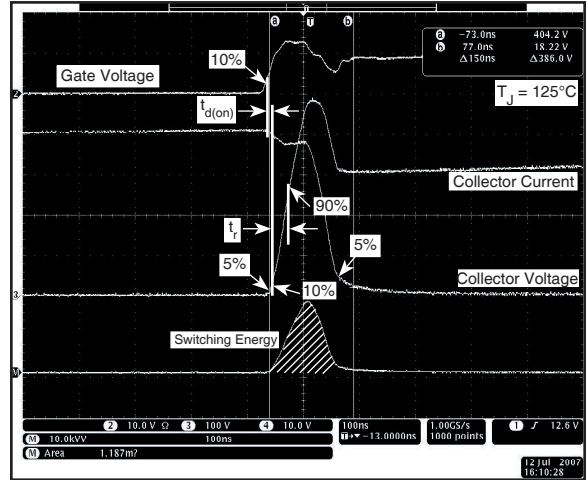 a
T
b
a -73.0ns 404.2 V
b 77.0ns 18.22 V
Δ150ns Δ386.0 V
10%
Gate Voltage
T_J = 125°C
2
t_d(on)
Collector Current
90%
t_r
5%
5%
10%
Collector Voltage
3
Switching Energy
M
2 10.0 V Ω 3 100 V 4 10.0 V
100ns
T→▼-13.0000ns
1.00GS/s
1000 points
1 ʃ 12.6 V
M 10.0kVV 100ns
M Area 1.187m?
12 Jul 2007
16:10:28